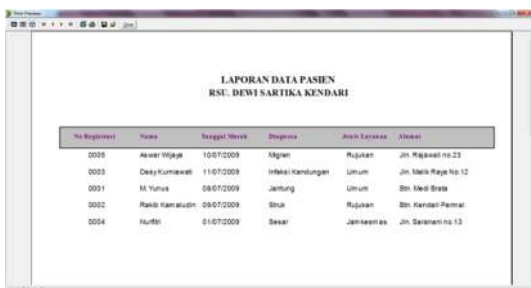 Close
LAPORAN DATA PASIEN
RSU. DEWI SARTIKA KENDARI
No Registrasi Nama Tanggal Masuk Diagnosa Jenis Layanan Alamat
0005 Aswar Wijaya 10/07/2009 Migren Rujukan Jln. Rajawali no.23
0003 Desy Kurniawati 11/07/2009 Infeksi Kandungan Umum Jln. Malik Raya No.12
0001 M. Yunus 08/07/2009 Jantung Umum Btn. Medi Brata
0002 Rakib Kamaludin 09/07/2009 Struk Rujukan Btn. Kendari Permai
0004 Nurfitri 01/07/2009 Sesar Jamkesmas Jln. Saranani no.13